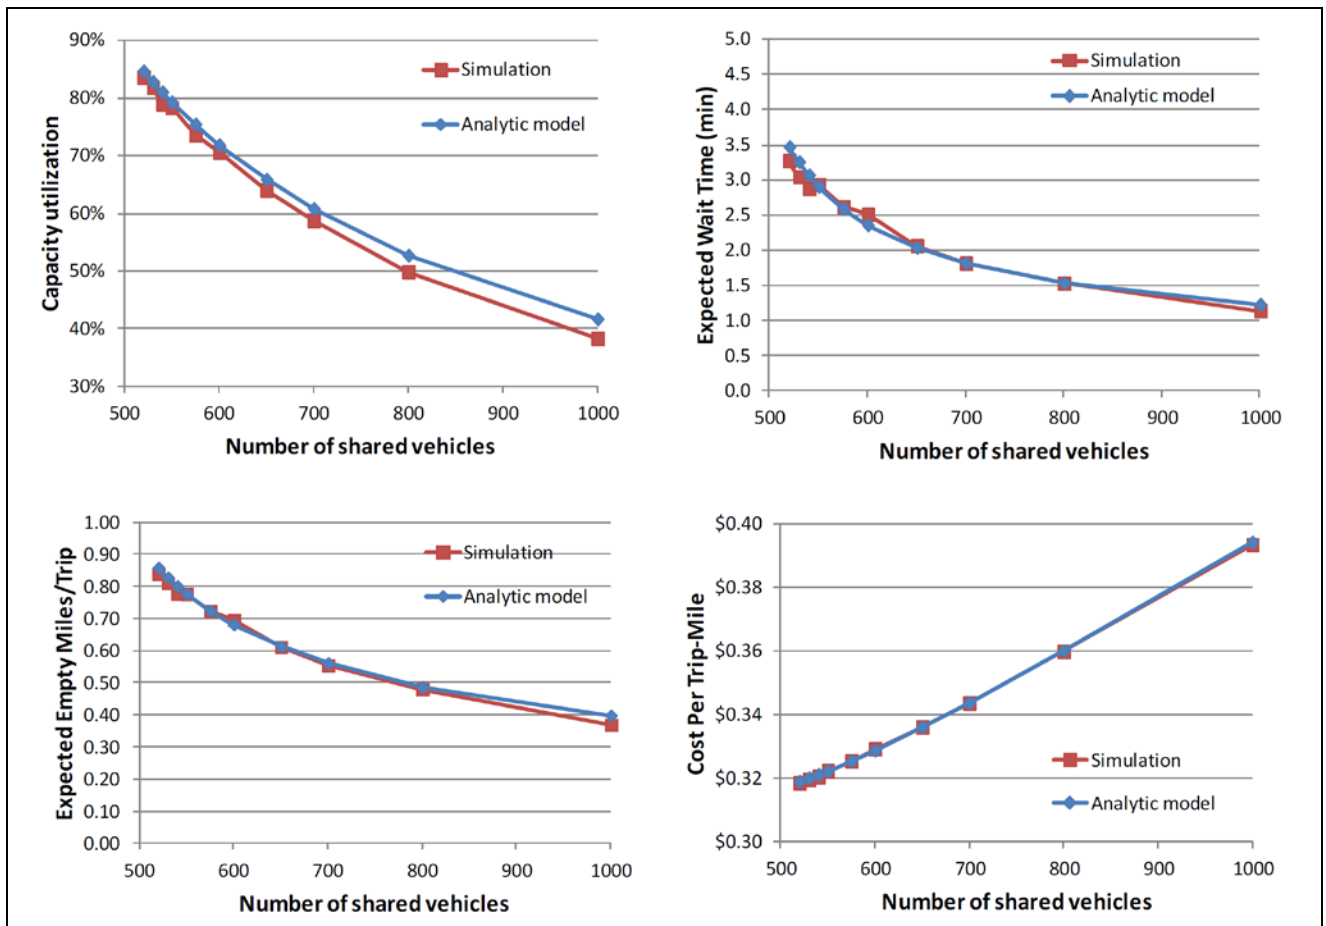 90%
80%
70%
60%
50%
40%
30%
Capacity utilization
Simulation
Analytic model
500 600 700 800 900 1000
Number of shared vehicles
5.0
4.5
4.0
3.5
3.0
2.5
2.0
1.5
1.0
0.5
0.0
Expected Wait Time (min)
Simulation
Analytic model
500 600 700 800 900 1000
Number of shared vehicles
1.00
0.90
0.80
0.70
0.60
0.50
0.40
0.30
0.20
0.10
0.00
Expected Empty Miles/Trip
Simulation
Analytic model
500 600 700 800 900 1000
Number of shared vehicles
$0.40
$0.38
$0.36
$0.34
$0.32
$0.30
Cost Per Trip-Mile
Simulation
Analytic model
500 600 700 800 900 1000
Number of shared vehicles